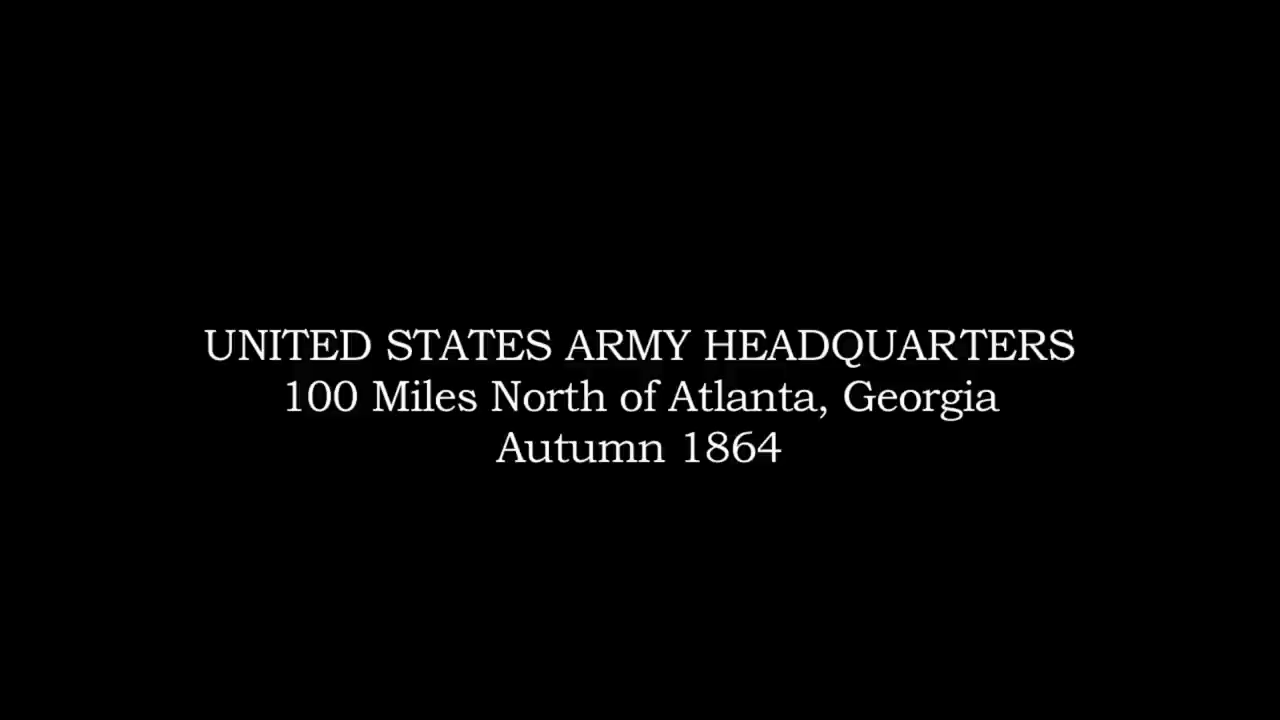 UNITED STATES ARMY HEADQUARTERS
100 Miles North of Atlanta, Georgia
Autumn 1864